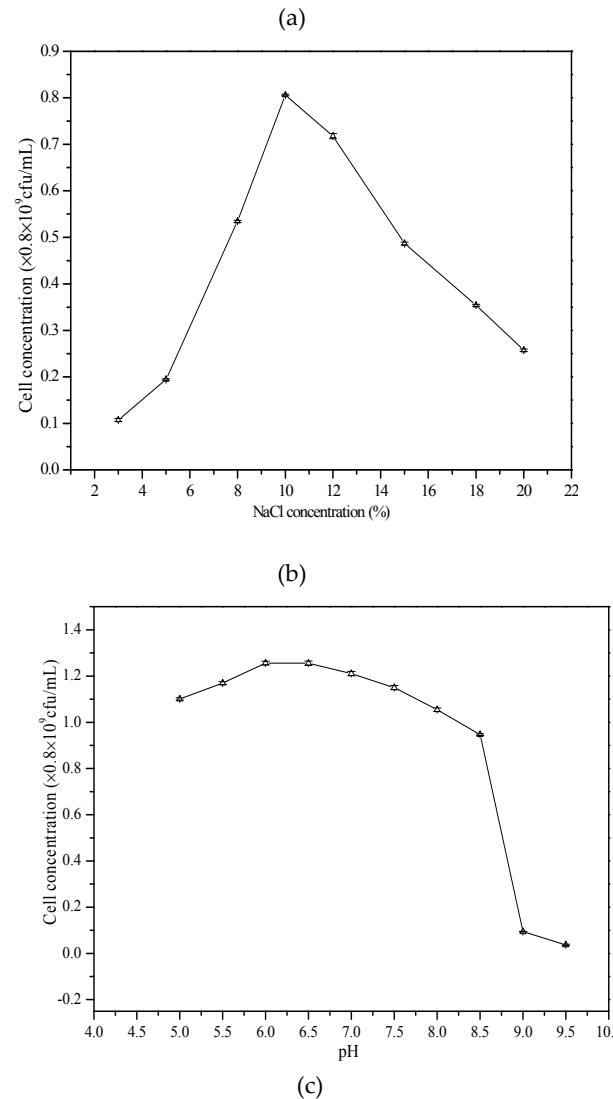 (a)
0.9
0.8
0.7
0.6
0.5
0.4
0.3
0.2
0.1
0.0
Cell concentration (×0.8×10⁹cfu/mL)
2 4 6 8 10 12 14 16 18 20 22
NaCl concentration (%)
(b)
1.4
1.2
1.0
0.8
0.6
0.4
0.2
0.0
-0.2
Cell concentration (×0.8×10⁹cfu/mL)
4.0 4.5 5.0 5.5 6.0 6.5 7.0 7.5 8.0 8.5 9.0 9.5 10.
pH
(c)